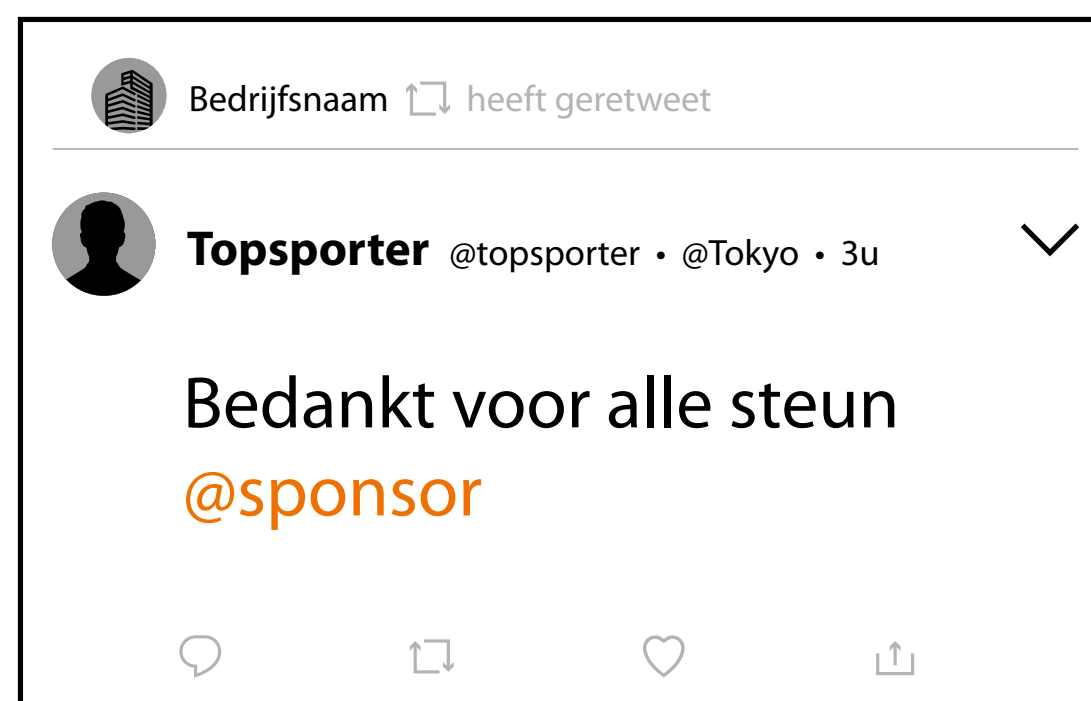 Bedrijfsnaam heeft geretweet
Topsporter @topsporter • @Tokyo • 3u
Bedankt voor alle steun
@sponsor